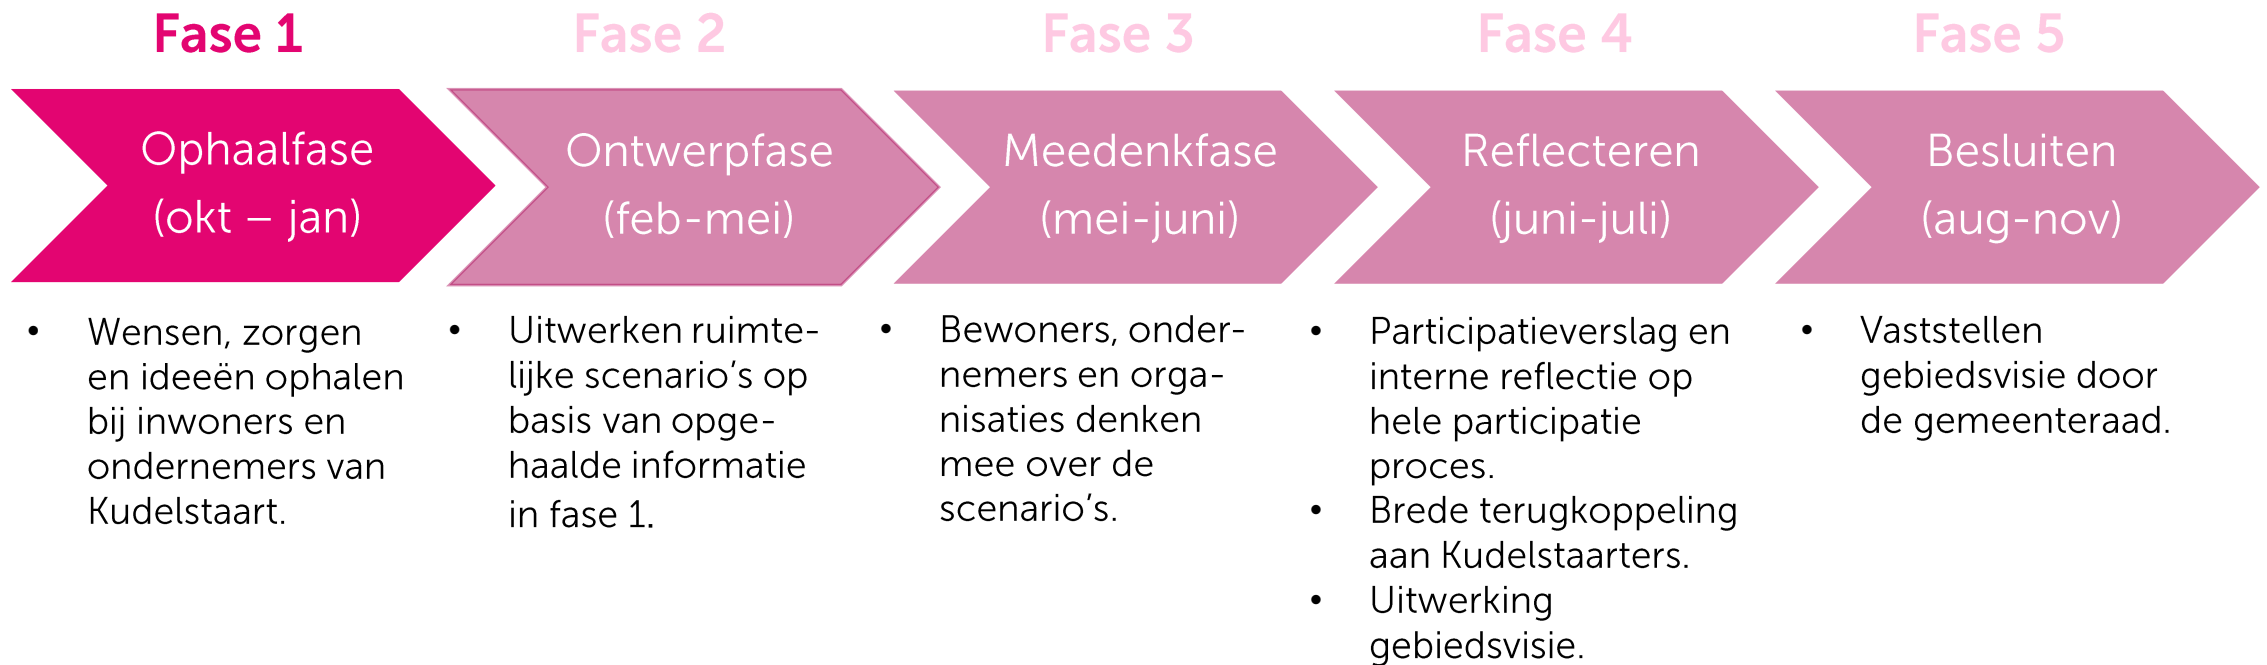 Fase 1
Fase 2
Fase 3
Fase 4
Fase 5
Ophaalfase
(okt – jan)
Ontwerpfase
(feb-mei)
Meedenkfase
(mei-juni)
Reflecteren
(juni-juli)
Besluiten
(aug-nov)
• Wensen, zorgen
en ideeën ophalen
bij inwoners en
ondernemers van
Kudelstaart.
• Uitwerken ruimte-
lijke scenario’s op
basis van opge-
haalde informatie
in fase 1.
• Bewoners, onder-
nemers en orga-
nisaties denken
mee over de
scenario’s.
• Participatieverslag en
interne reflectie op
hele participatie
proces.
• Brede terugkoppeling
aan Kudelstaarters.
• Uitwerking
gebiedsvisie.
• Vaststellen
gebiedsvisie door
de gemeenteraad.